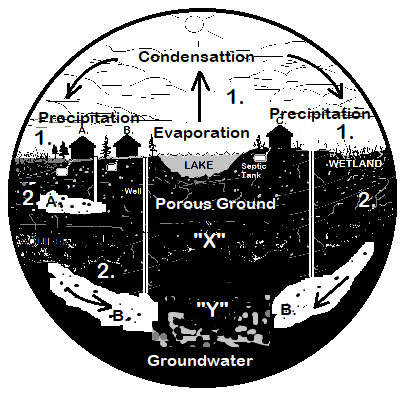 Condensattion
1.
Precipitation
Precipitation
1.
A.
B.
Evaporation
1.
LAKE
Septic
Tank
WETLAND
2.
A.
Well
Porous Ground
2.
"X"
2.
"Y"
B.
B.
Groundwater